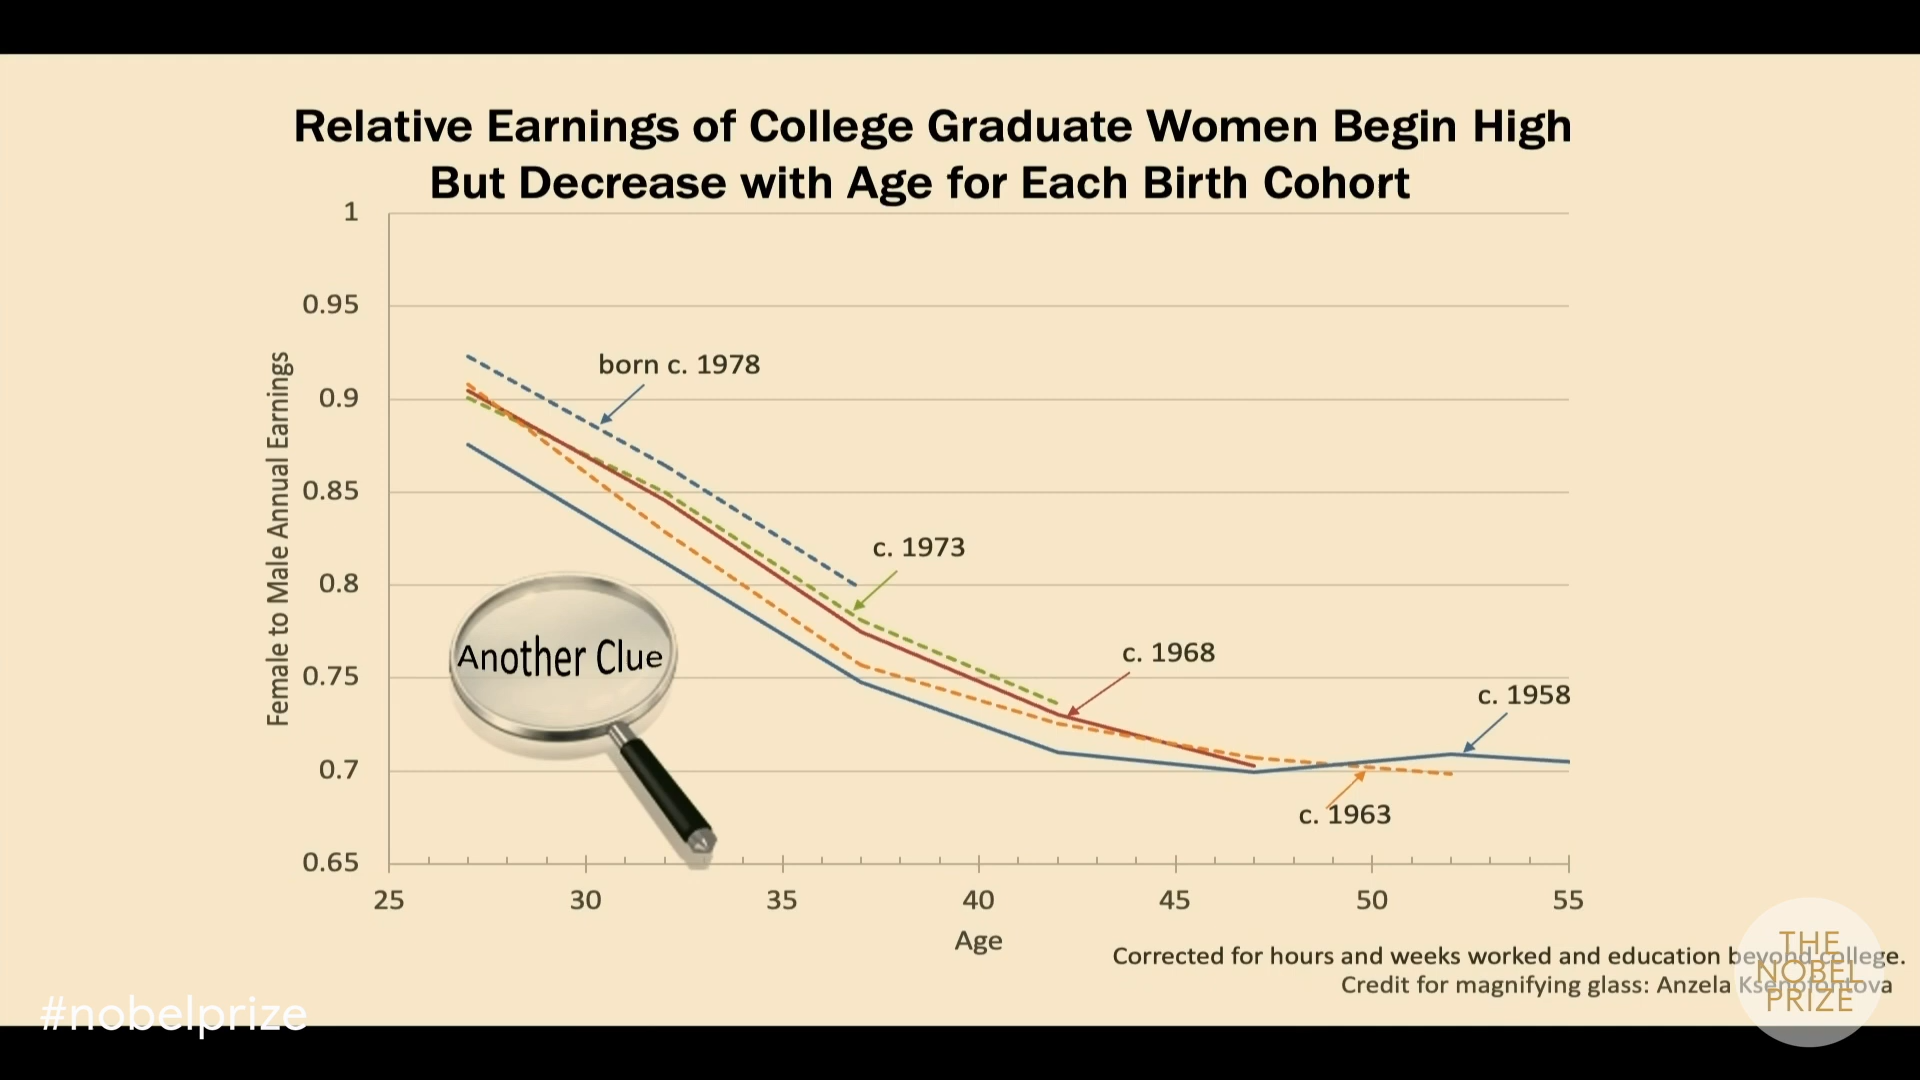 Relative Earnings of College Graduate Women Begin High
But Decrease with Age for Each Birth Cohort
Female to Male Annual Earnings
1
0.95
0.9
0.85
0.8
0.75
0.7
0.65
born c. 1978
c. 1973
c. 1968
c. 1958
c. 1963
Another Clue
25 30 35 40 45 50 55
Age
Corrected for hours and weeks worked and education beyond college.
Credit for magnifying glass: Anzela Ksenofontova
#nobelprize
THE
NOBEL
PRIZE